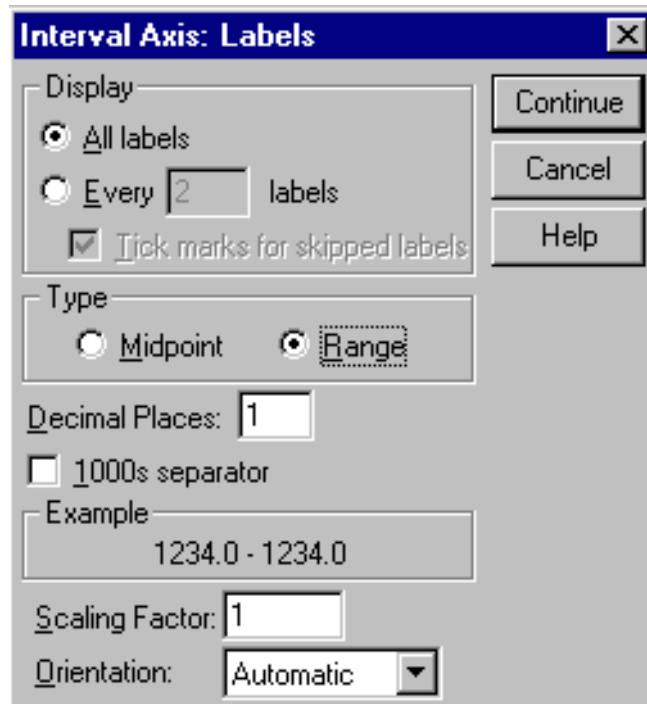 Interval Axis: Labels
Display
All labels
Every 2 labels
Tick marks for skipped labels
Continue
Cancel
Help
Type
Midpoint Range
Decimal Places: 1
1000s separator
Example
1234.0 - 1234.0
Scaling Factor: 1
Orientation: Automatic